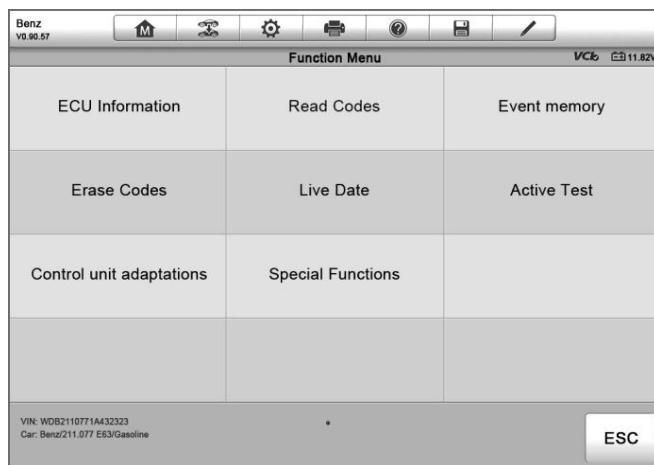 Benz
V0.90.57
M
Function Menu
VCI
11.82V
ECU Information
Read Codes
Event memory
Erase Codes
Live Date
Active Test
Control unit adaptations
Special Functions
VIN: WDB2110771A432323
Car: Benz/211.077 E63/Gasoline
ESC